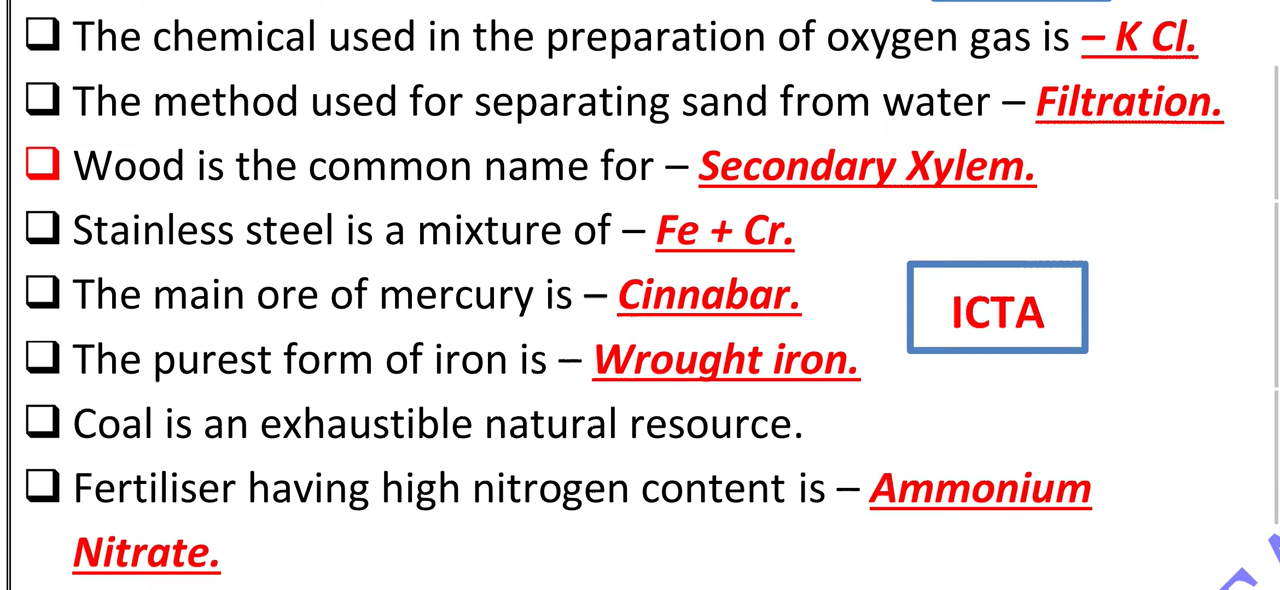 ❑ The chemical used in the preparation of oxygen gas is – K Cl.
❑ The method used for separating sand from water – Filtration.
❑ Wood is the common name for – Secondary Xylem.
❑ Stainless steel is a mixture of – Fe + Cr.
❑ The main ore of mercury is – Cinnabar.
ICTA
❑ The purest form of iron is – Wrought iron.
❑ Coal is an exhaustible natural resource.
❑ Fertiliser having high nitrogen content is – Ammonium
Nitrate.